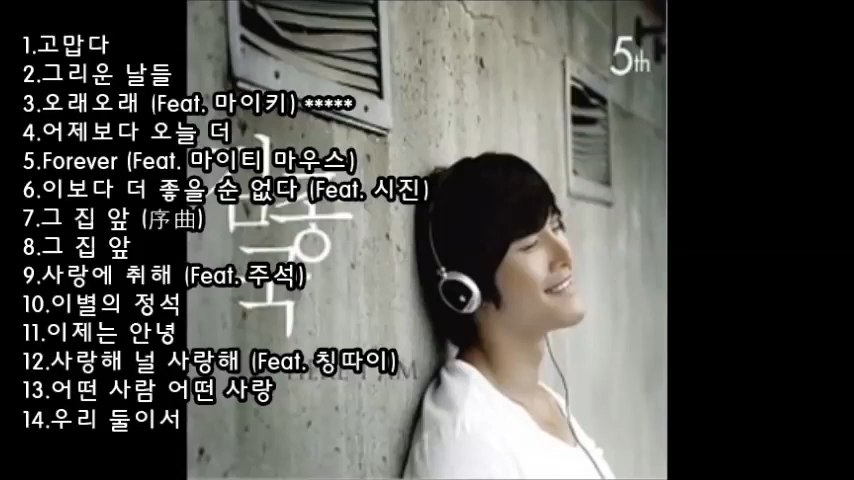 1.고맙다
2.그리운 날들
3.오래오래 (Feat. 마이키) *****
4.어제보다 오늘 더
5.Forever (Feat. 마이티 마우스)
6.이보다 더 좋을 순 없다 (Feat. 시진)
7.그 집 앞 (序曲)
8.그 집 앞
9.사랑에 취해 (Feat. 주석)
10.이별의 정석
11.이제는 안녕
12.사랑해 널 사랑해 (Feat. 칭따이)
13.어떤 사람 어떤 사랑
14.우리 둘이서
5th
김종국
HERE I AM